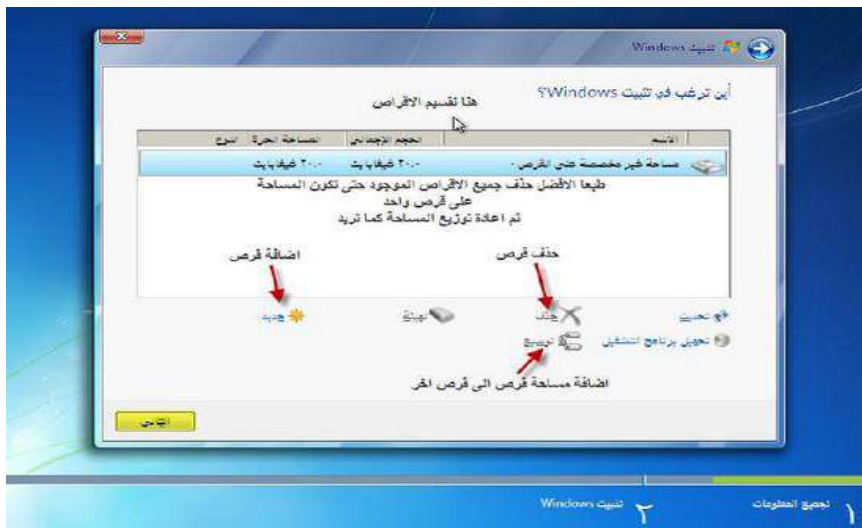 تثبيت Windows
أين ترغب في تثبيت Windows؟
هنا تقسيم الاقراص
الاسم الحجم الإجمالي المساحة الحرة النوع
مساحة غير مخصصة على القرص ٠ ٢٠.٠ غيغابايت ٢٠.٠ غيغابايت
طبعا الافضل حذف جميع الاقراص الموجود حتى تكون المساحة
على قرص واحد
ثم اعادة توزيع المساحة كما تريد
حذف قرص
اضافة قرص
تحديث حذف تهيئة جديد
تحميل برنامج التشغيل توسيع
اضافة مساحة قرص الى قرص اخر
التالي
١ تجميع المعلومات ٢ تثبيت Windows